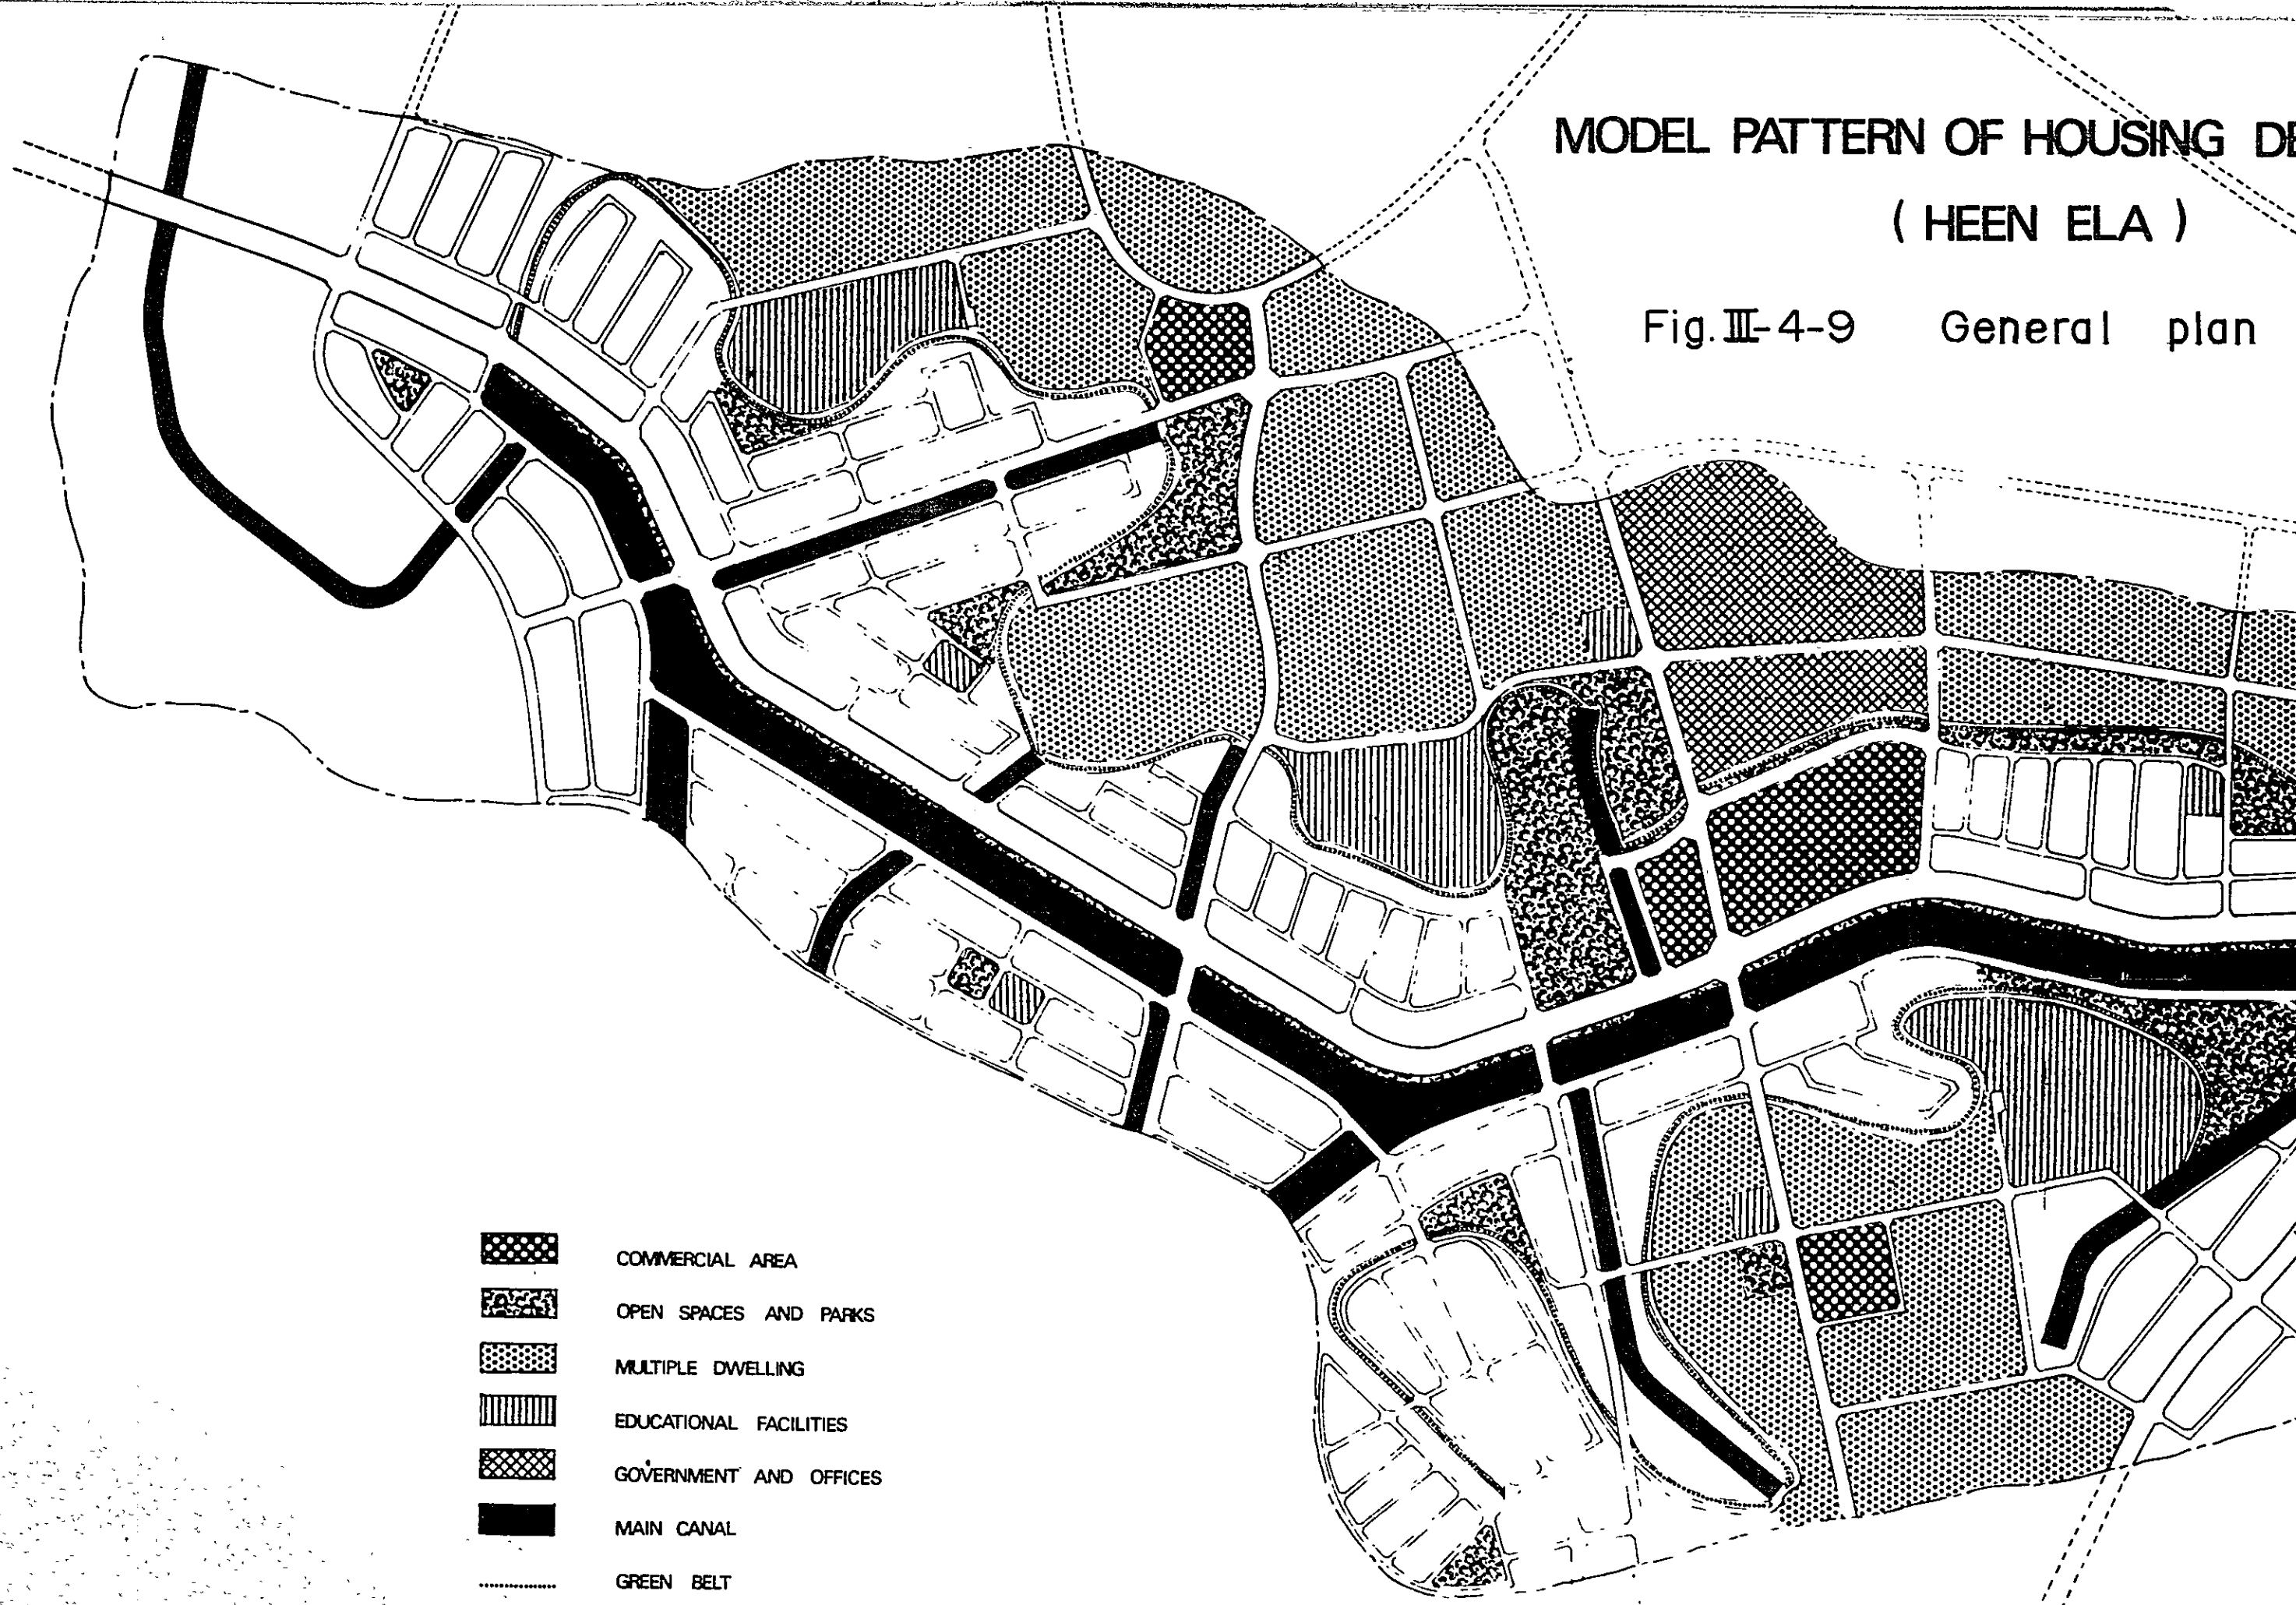 MODEL PATTERN OF HOUSING DE
( HEEN ELA )
Fig. III-4-9 General plan
COMMERCIAL AREA
OPEN SPACES AND PARKS
MULTIPLE DWELLING
EDUCATIONAL FACILITIES
GOVERNMENT AND OFFICES
MAIN CANAL
GREEN BELT